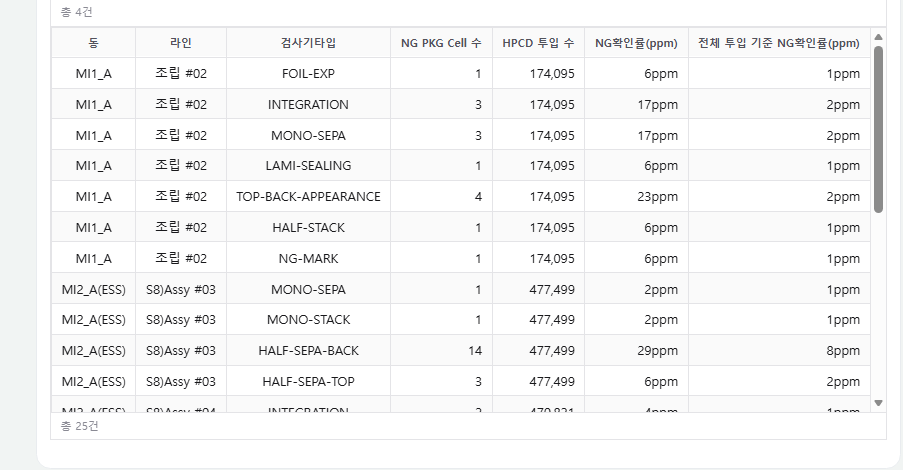 총 4건
동 라인 검사기타입 NG PKG Cell 수 HPCD 투입 수 NG확인률(ppm) 전체 투입 기준 NG확인률(ppm)
MI1_A 조립 #02 FOIL-EXP 1 174,095 6ppm 1ppm
MI1_A 조립 #02 INTEGRATION 3 174,095 17ppm 2ppm
MI1_A 조립 #02 MONO-SEPA 3 174,095 17ppm 2ppm
MI1_A 조립 #02 LAMI-SEALING 1 174,095 6ppm 1ppm
MI1_A 조립 #02 TOP-BACK-APPEARANCE 4 174,095 23ppm 2ppm
MI1_A 조립 #02 HALF-STACK 1 174,095 6ppm 1ppm
MI1_A 조립 #02 NG-MARK 1 174,095 6ppm 1ppm
MI2_A(ESS) S8)Assy #03 MONO-SEPA 1 477,499 2ppm 1ppm
MI2_A(ESS) S8)Assy #03 MONO-STACK 1 477,499 2ppm 1ppm
MI2_A(ESS) S8)Assy #03 HALF-SEPA-BACK 14 477,499 29ppm 8ppm
MI2_A(ESS) S8)Assy #03 HALF-SEPA-TOP 3 477,499 6ppm 2ppm
MI2_A(ESS) S8)Assy #04 INTEGRATION 4ppm 1ppm
총 25건